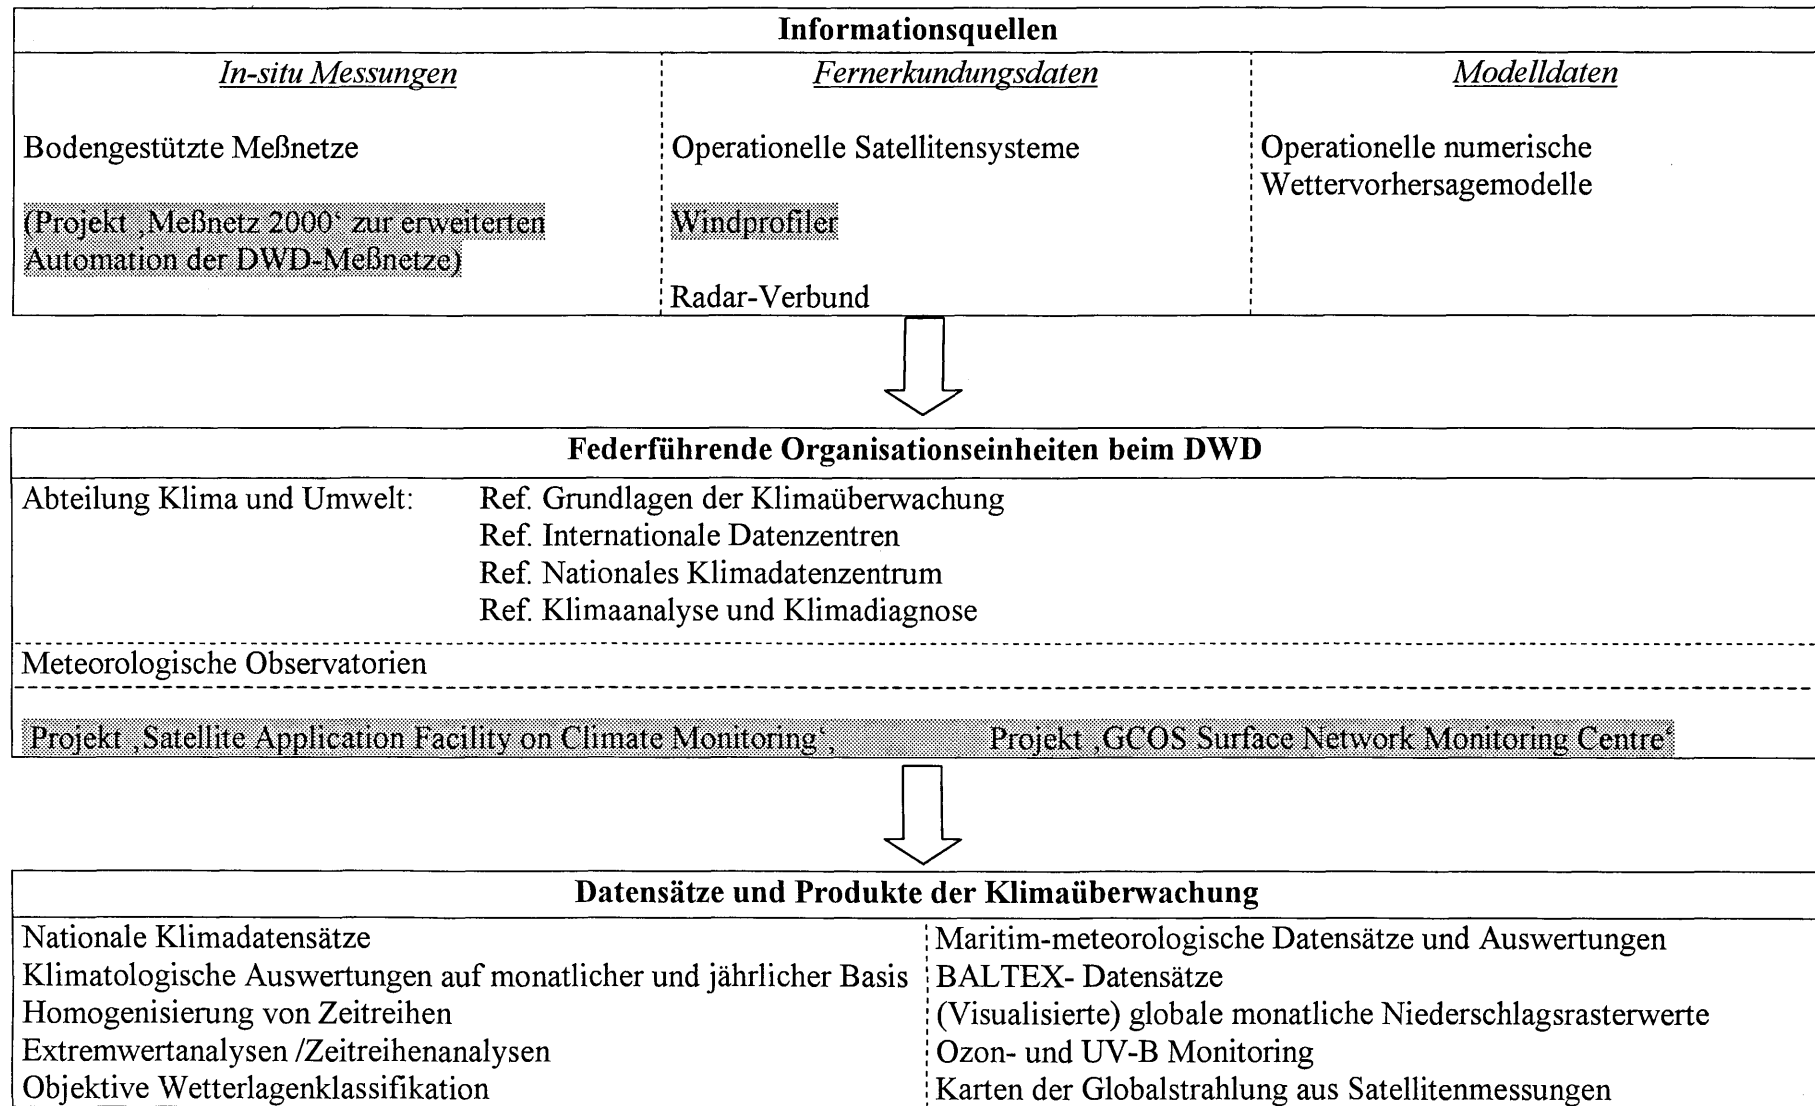 Informationsquellen
In-situ Messungen
Bodengestützte Meßnetze
(Projekt ‚Meßnetz 2000‘ zur erweiterten
Automation der DWD-Meßnetze)
Fernerkundungsdaten
Operationelle Satellitensysteme
Windprofiler
Radar-Verbund
Modelldaten
Operationelle numerische
Wettervorhersagemodelle
Federführende Organisationseinheiten beim DWD
Abteilung Klima und Umwelt: Ref. Grundlagen der Klimaüberwachung
Ref. Internationale Datenzentren
Ref. Nationales Klimadatenzentrum
Ref. Klimaanalyse und Klimadiagnose
Meteorologische Observatorien
Projekt ‚Satellite Application Facility on Climate Monitoring‘, Projekt ‚GCOS Surface Network Monitoring Centre‘
Datensätze und Produkte der Klimaüberwachung
Nationale Klimadatensätze
Klimatologische Auswertungen auf monatlicher und jährlicher Basis
Homogenisierung von Zeitreihen
Extremwertanalysen /Zeitreihenanalysen
Objektive Wetterlagenklassifikation
Maritim-meteorologische Datensätze und Auswertungen
BALTEX- Datensätze
(Visualisierte) globale monatliche Niederschlagsrasterwerte
Ozon- und UV-B Monitoring
Karten der Globalstrahlung aus Satellitenmessungen